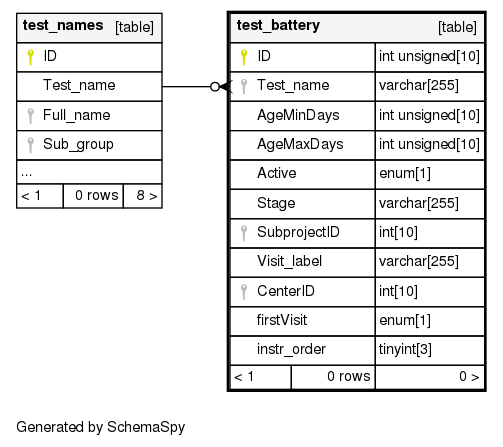 test_names [table]
ID
Test_name
Full_name
Sub_group
...
< 1 0 rows 8 >
test_battery [table]
ID int unsigned[10]
Test_name varchar[255]
AgeMinDays int unsigned[10]
AgeMaxDays int unsigned[10]
Active enum[1]
Stage varchar[255]
SubprojectID int[10]
Visit_label varchar[255]
CenterID int[10]
firstVisit enum[1]
instr_order tinyint[3]
< 1 0 rows 0 >
Generated by SchemaSpy